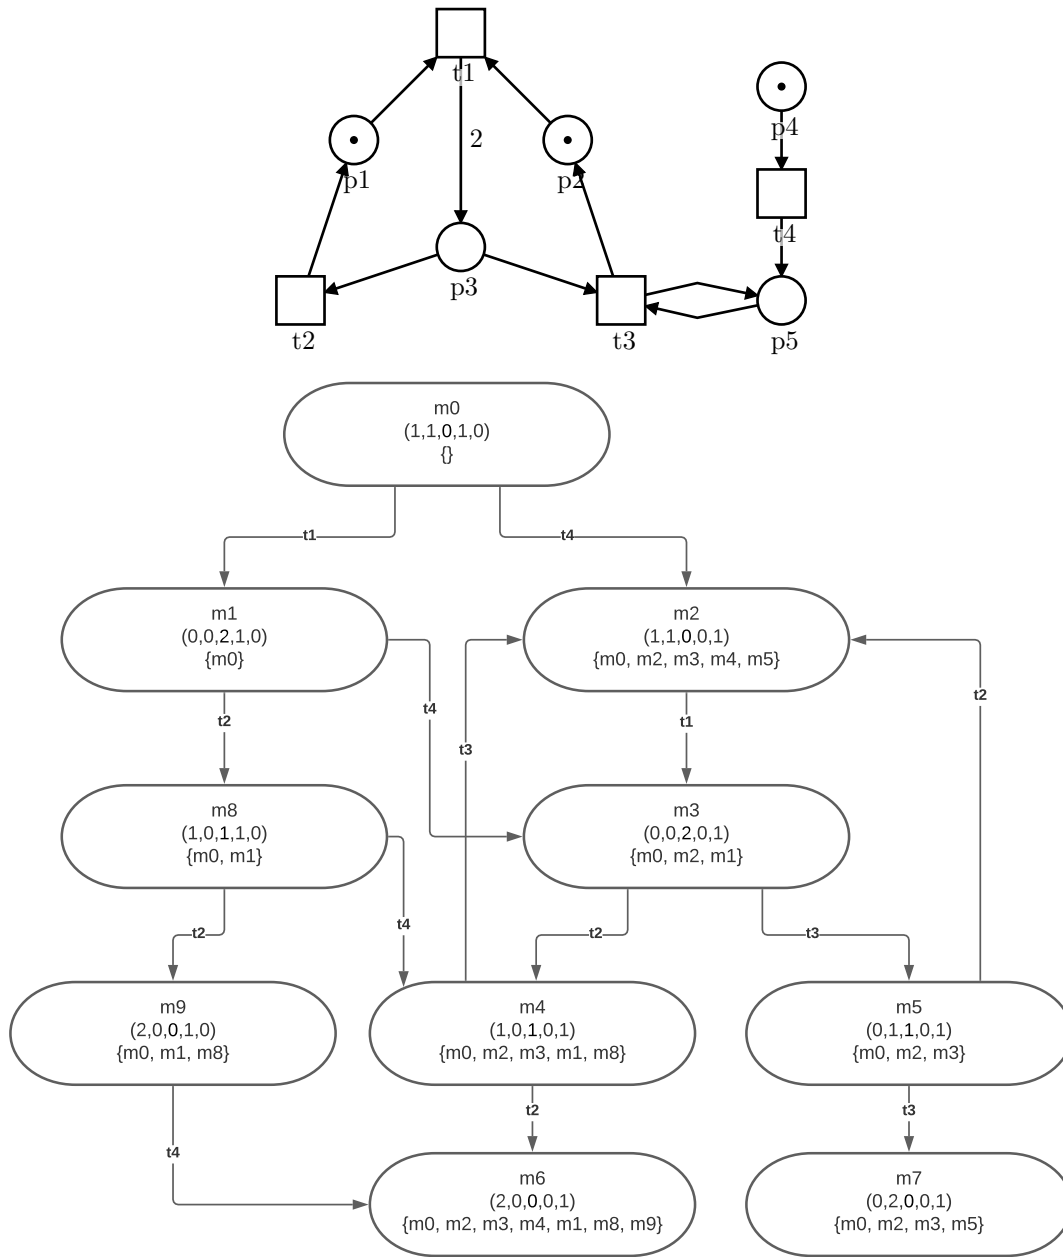 t1
p4
2
p1
p2
t4
p3
t2
t3
p5
m0
(1,1,0,1,0)
{}
t1
t4
m1
(0,0,2,1,0)
{m0}
m2
(1,1,0,0,1)
{m0, m2, m3, m4, m5}
t2
t4
t3
t1
t2
m8
(1,0,1,1,0)
{m0, m1}
m3
(0,0,2,0,1)
{m0, m2, m1}
t2
t4
t2
t3
m9
(2,0,0,1,0)
{m0, m1, m8}
m4
(1,0,1,0,1)
{m0, m2, m3, m1, m8}
m5
(0,1,1,0,1)
{m0, m2, m3}
t4
t2
t3
m6
(2,0,0,0,1)
{m0, m2, m3, m4, m1, m8, m9}
m7
(0,2,0,0,1)
{m0, m2, m3, m5}